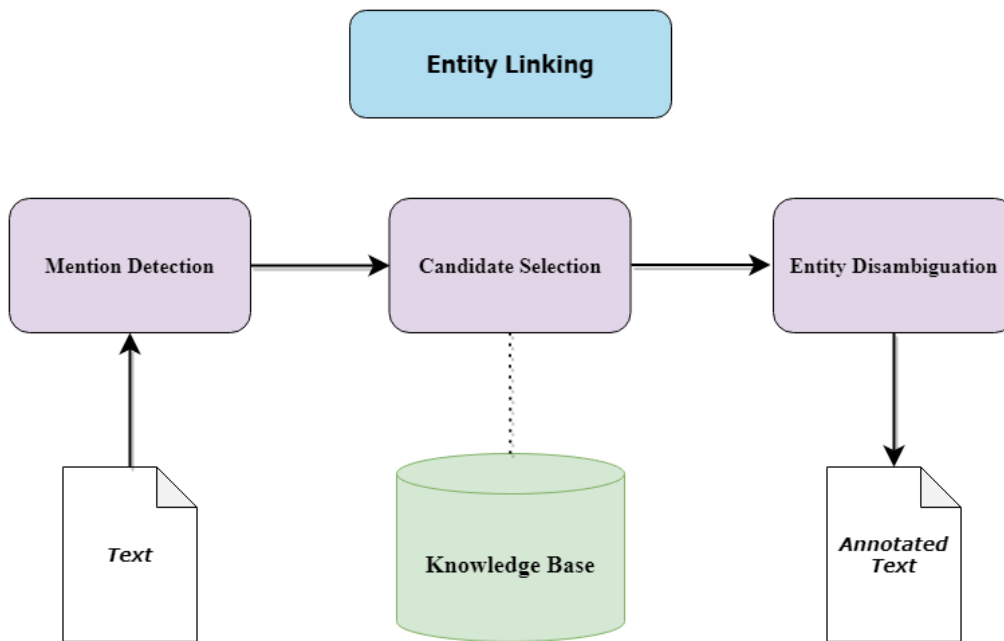 Entity Linking
Mention Detection
Candidate Selection
Entity Disambiguation
Text
Knowledge Base
Annotated
Text